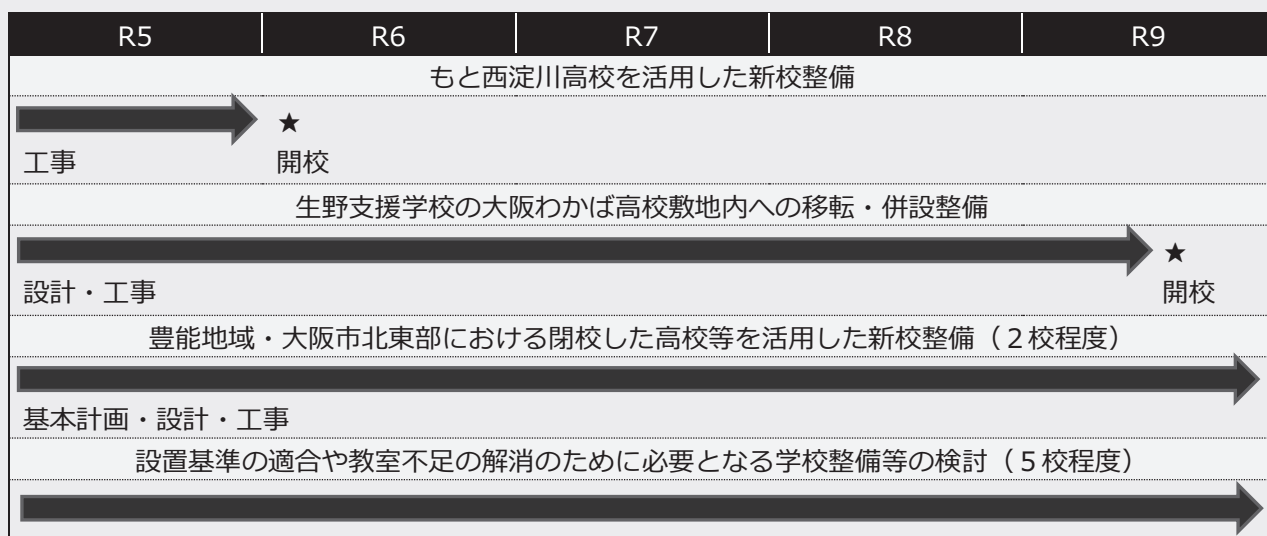 R5 R6 R7 R8 R9
もと西淀川高校を活用した新校整備
★
工事 開校
生野支援学校の大阪わかば高校敷地内への移転・併設整備
★
設計・工事 開校
豊能地域・大阪市北東部における閉校した高校等を活用した新校整備（２校程度）
基本計画・設計・工事
設置基準の適合や教室不足の解消のために必要となる学校整備等の検討（５校程度）